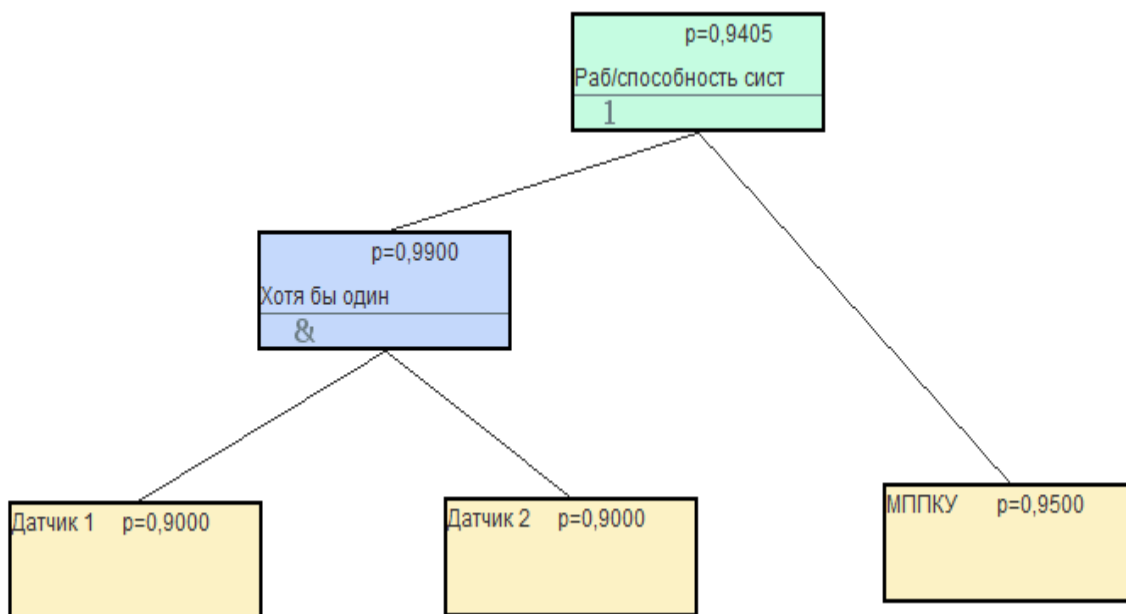 p=0,9405
Раб/способность сист
1
p=0,9900
Хотя бы один
&
Датчик 1 p=0,9000
Датчик 2 p=0,9000
МППКУ p=0,9500